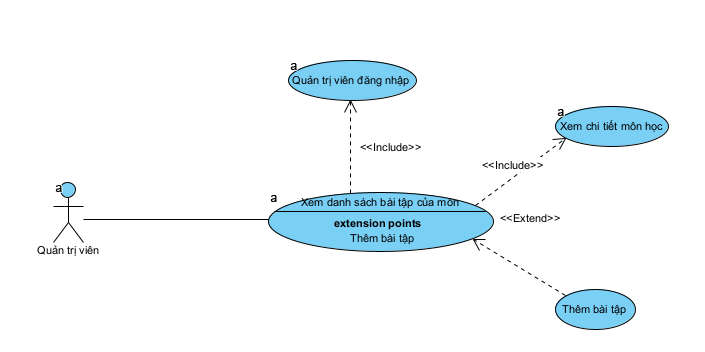 a
Quản trị viên đăng nhập
a
Xem chi tiết môn học
<<Include>>
<<Include>>
a
Quản trị viên
a
Xem danh sách bài tập của môn
extension points
Thêm bài tập
<<Extend>>
Thêm bài tập